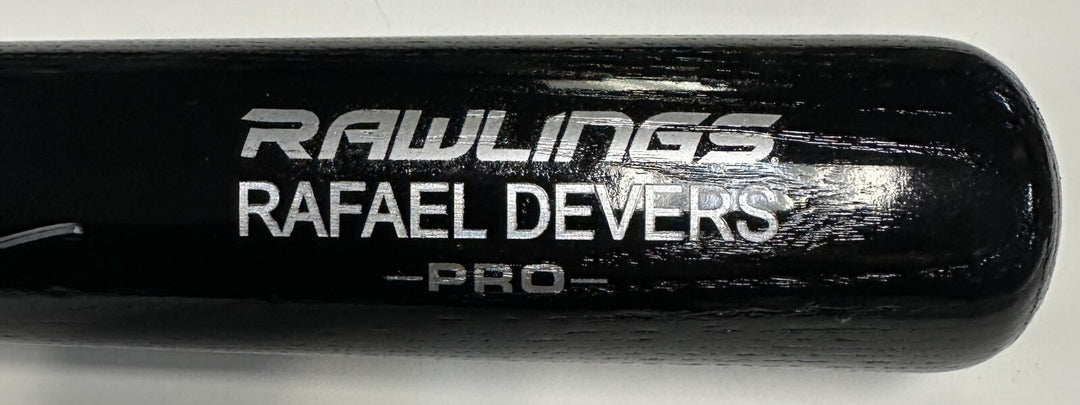 RAWLINGS
RAFAEL DEVERS
-PRO-